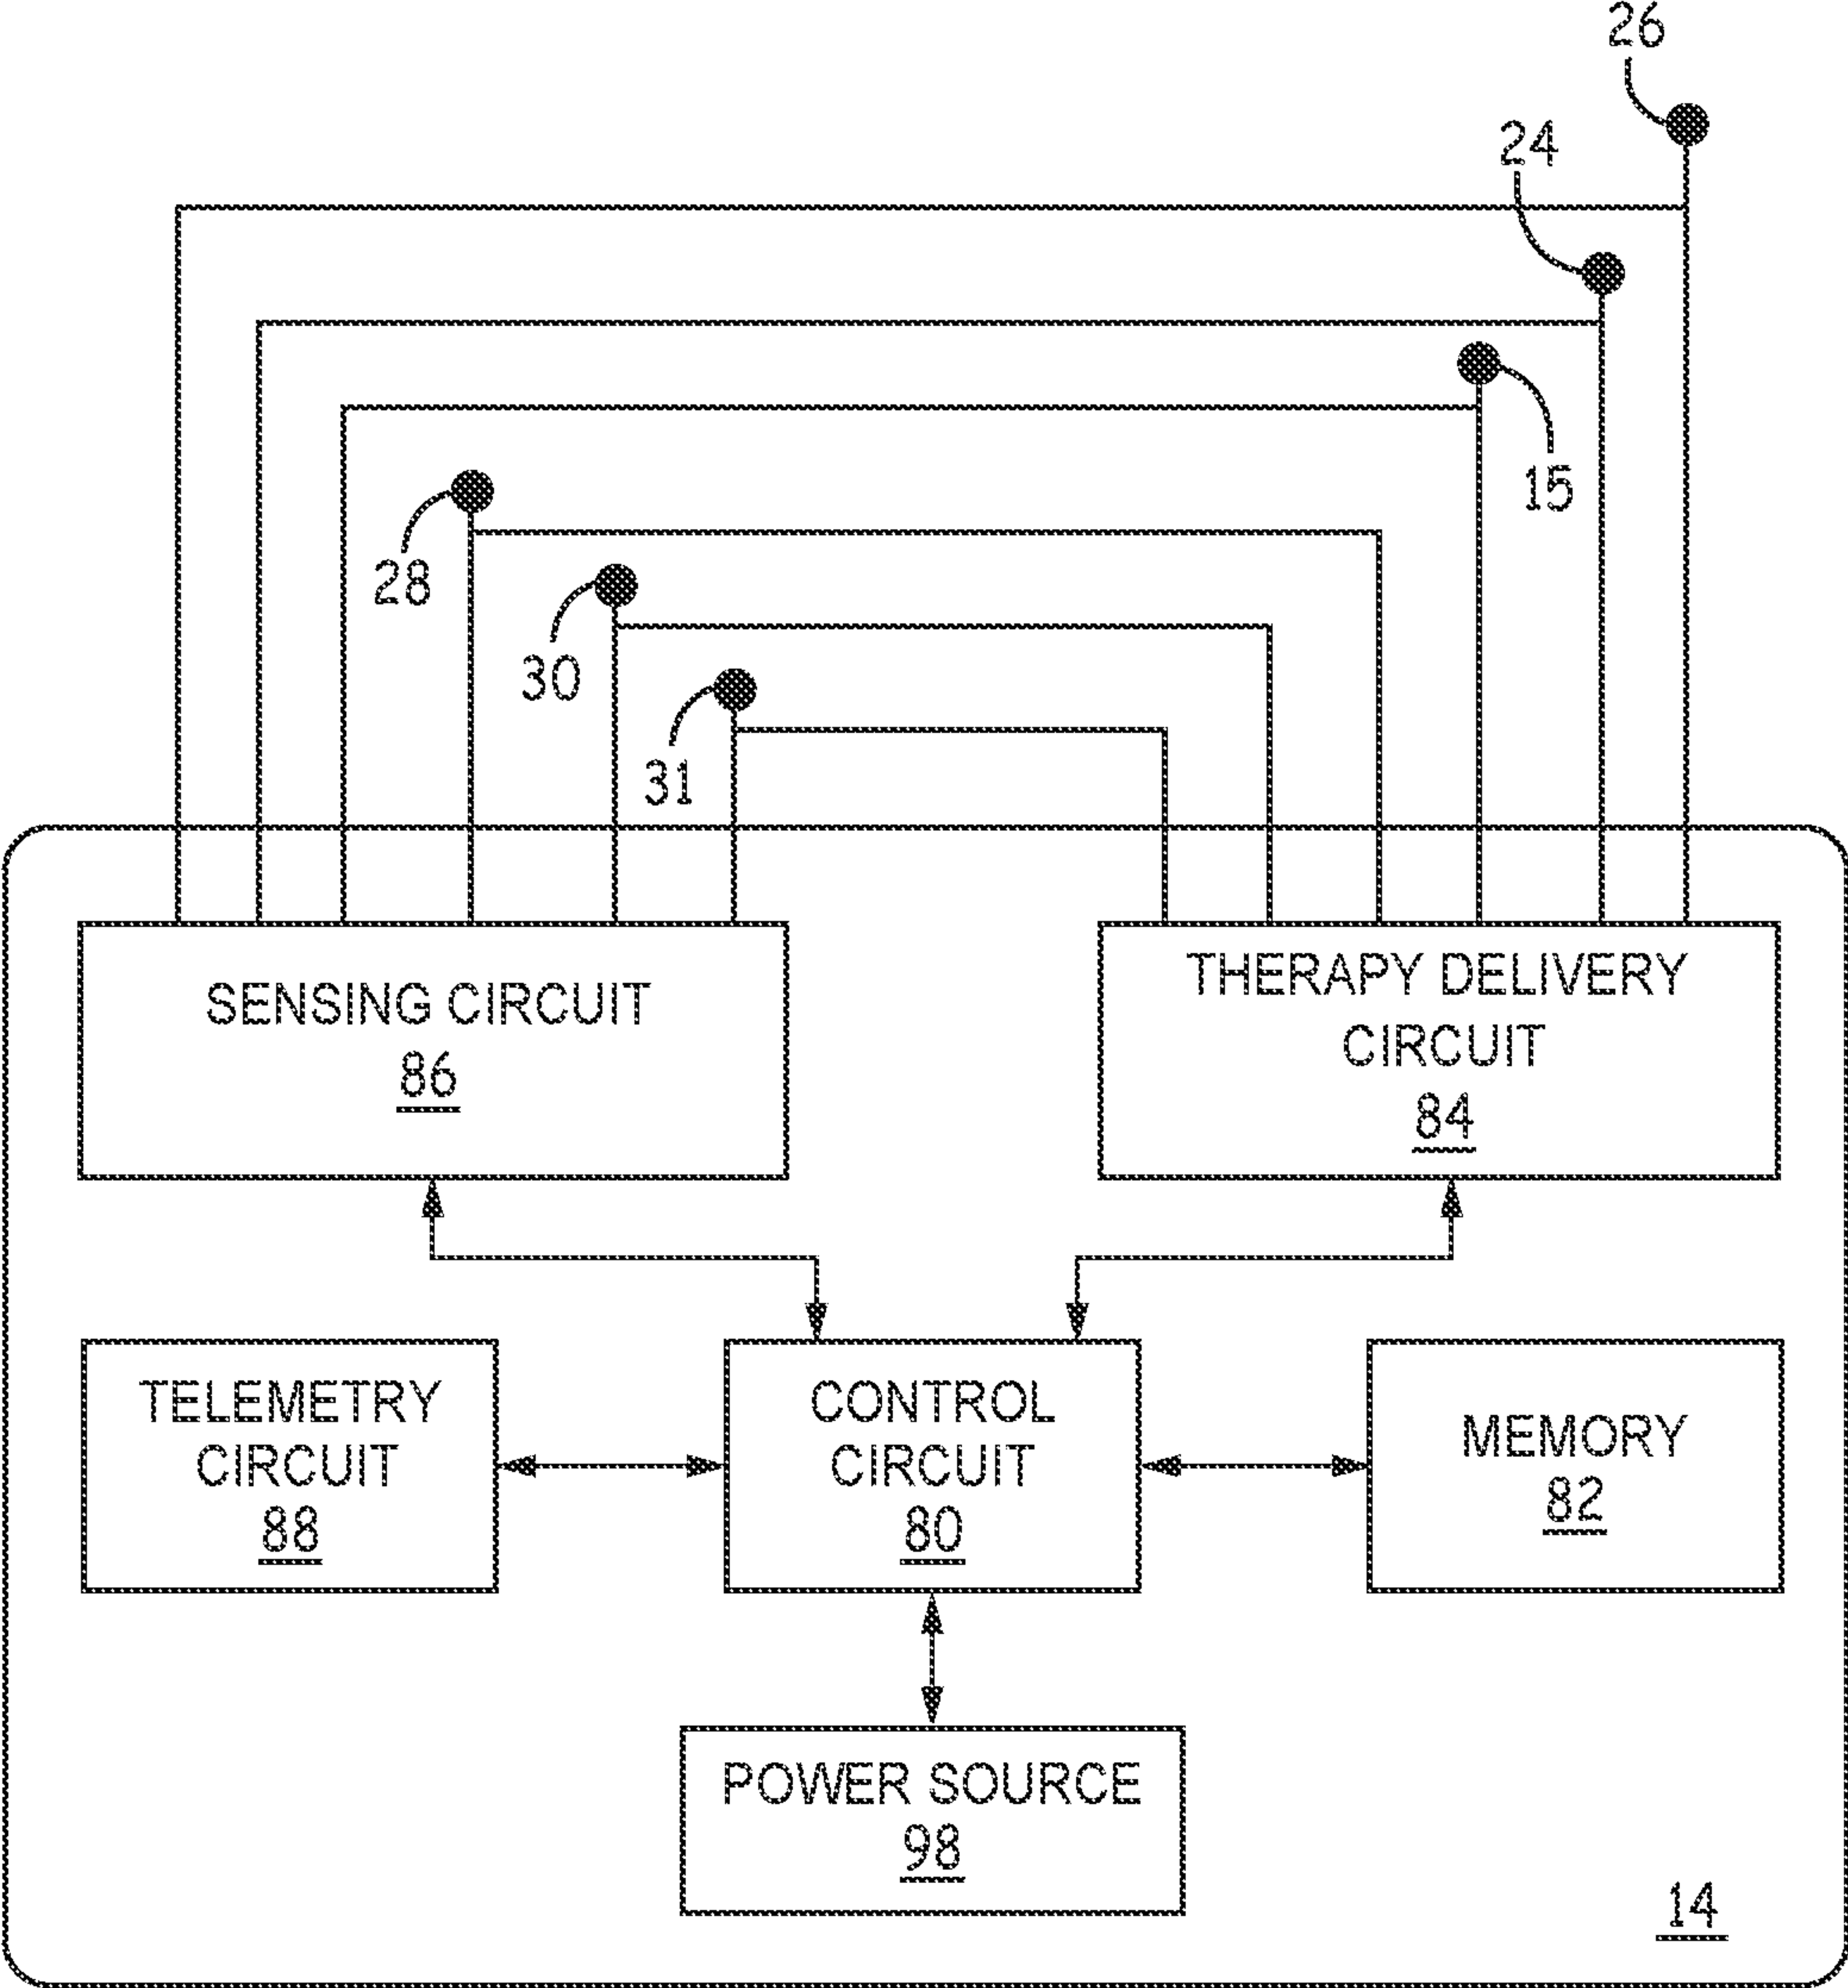 26
24
15
28
30
31
SENSING CIRCUIT
86
THERAPY DELIVERY
CIRCUIT
84
TELEMETRY
CIRCUIT
88
CONTROL
CIRCUIT
80
MEMORY
82
POWER SOURCE
98
14